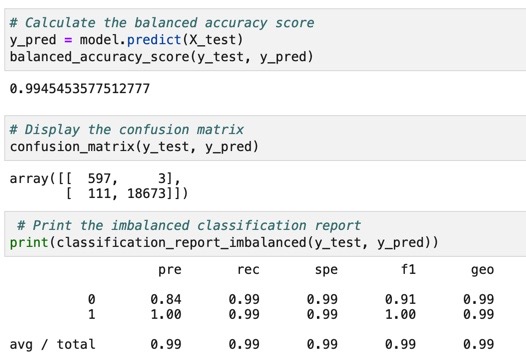 # Calculate the balanced accuracy score
y_pred = model.predict(X_test)
balanced_accuracy_score(y_test, y_pred)
0.9945453577512777
# Display the confusion matrix
confusion_matrix(y_test, y_pred)
array([[  597,     3],
       [  111, 18673]])
# Print the imbalanced classification report
print(classification_report_imbalanced(y_test, y_pred))
pre rec spe f1 geo
0 0.84 0.99 0.99 0.91 0.99
1 1.00 0.99 0.99 1.00 0.99
avg / total 0.99 0.99 0.99 0.99 0.99